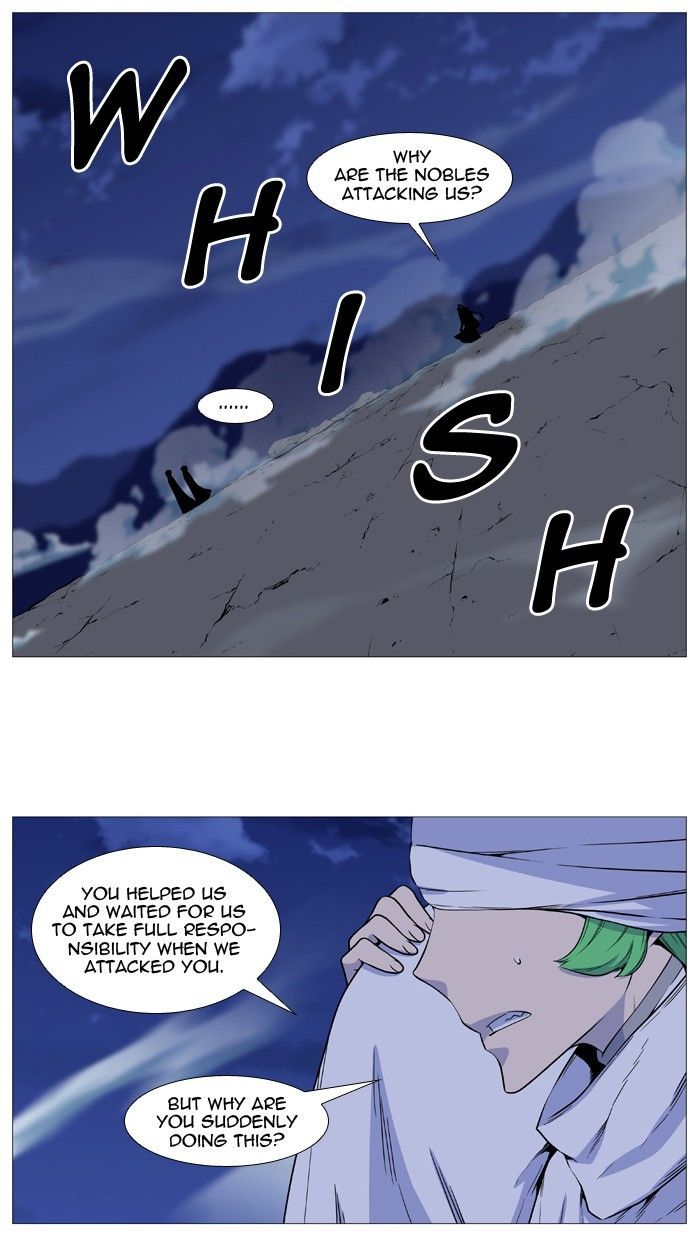 WHISH
WHY
ARE THE NOBLES
ATTACKING US?
......
YOU HELPED US
AND WAITED FOR US
TO TAKE FULL RESPO-
NSIBILITY WHEN WE
ATTACKED YOU.
BUT WHY ARE
YOU SUDDENLY
DOING THIS?